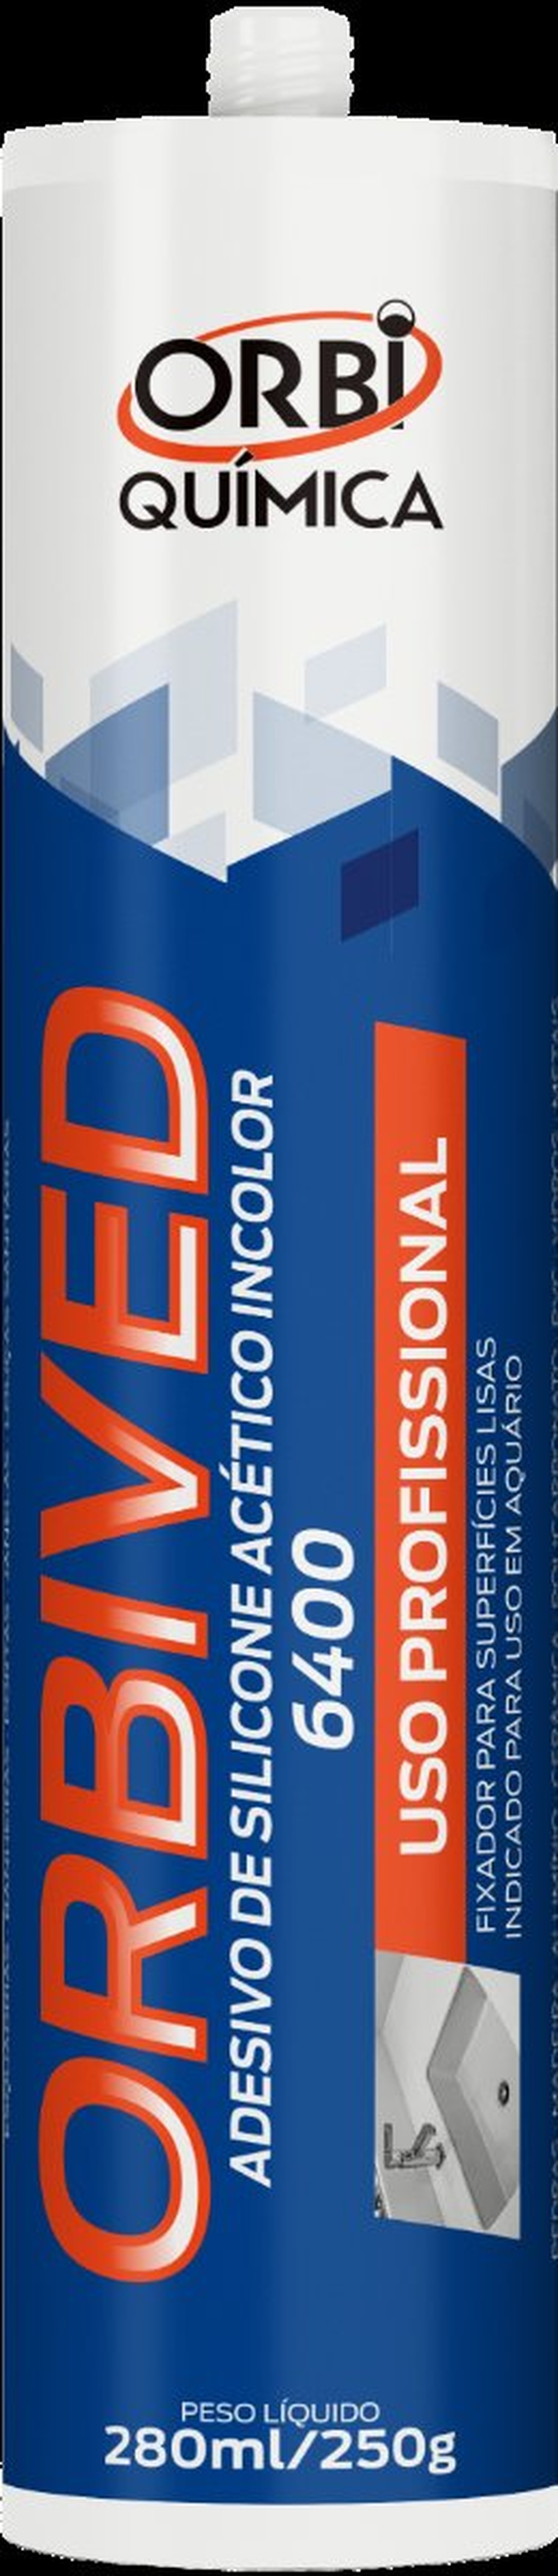 ORBI
QUÍMICA
ORBIVED
ADESIVO DE SILICONE ACÉTICO INCOLOR
6400
USO PROFISSIONAL
FIXADOR PARA SUPERFÍCIES LISAS
INDICADO PARA USO EM AQUÁRIO
PESO LÍQUIDO
280ml/250g